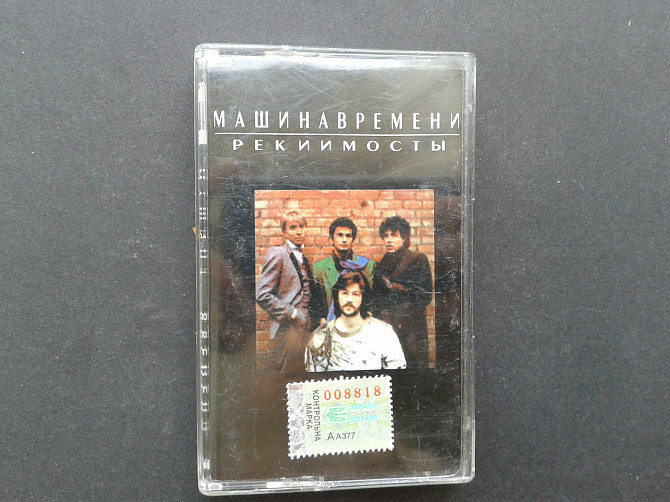 МАШИНАВРЕМЕНИ
РЕКИИМОСТЫ
008818
КОНТРОЛЬНА
МАРКА
АА377